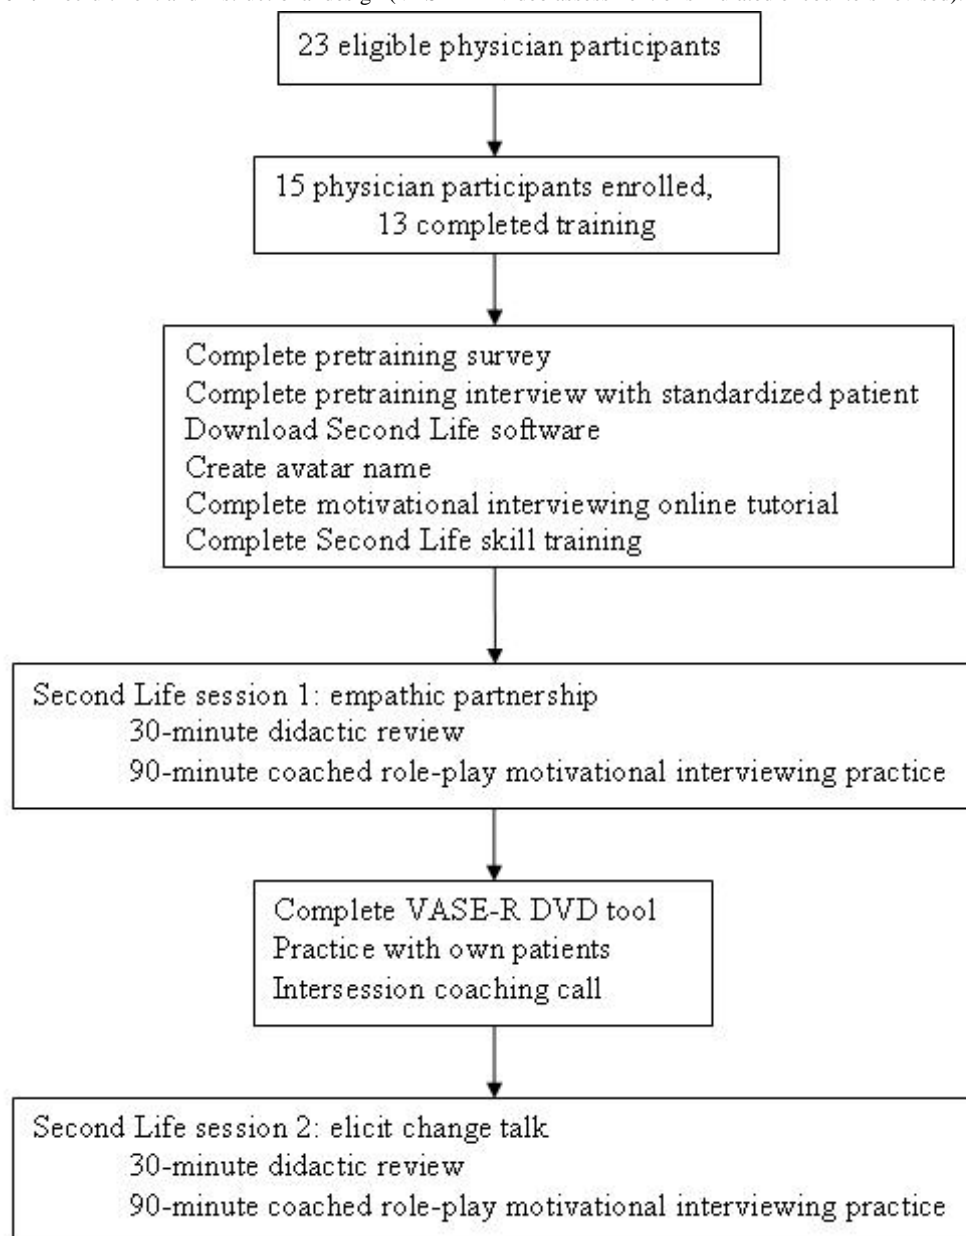 23 eligible physician participants
15 physician participants enrolled,
13 completed training
Complete pretraining survey
Complete pretraining interview with standardized patient
Download Second Life software
Create avatar name
Complete motivational interviewing online tutorial
Complete Second Life skill training
Second Life session 1: empathic partnership
30-minute didactic review
90-minute coached role-play motivational interviewing practice
Complete VASE-R DVD tool
Practice with own patients
Intersession coaching call
Second Life session 2: elicit change talk
30-minute didactic review
90-minute coached role-play motivational interviewing practice